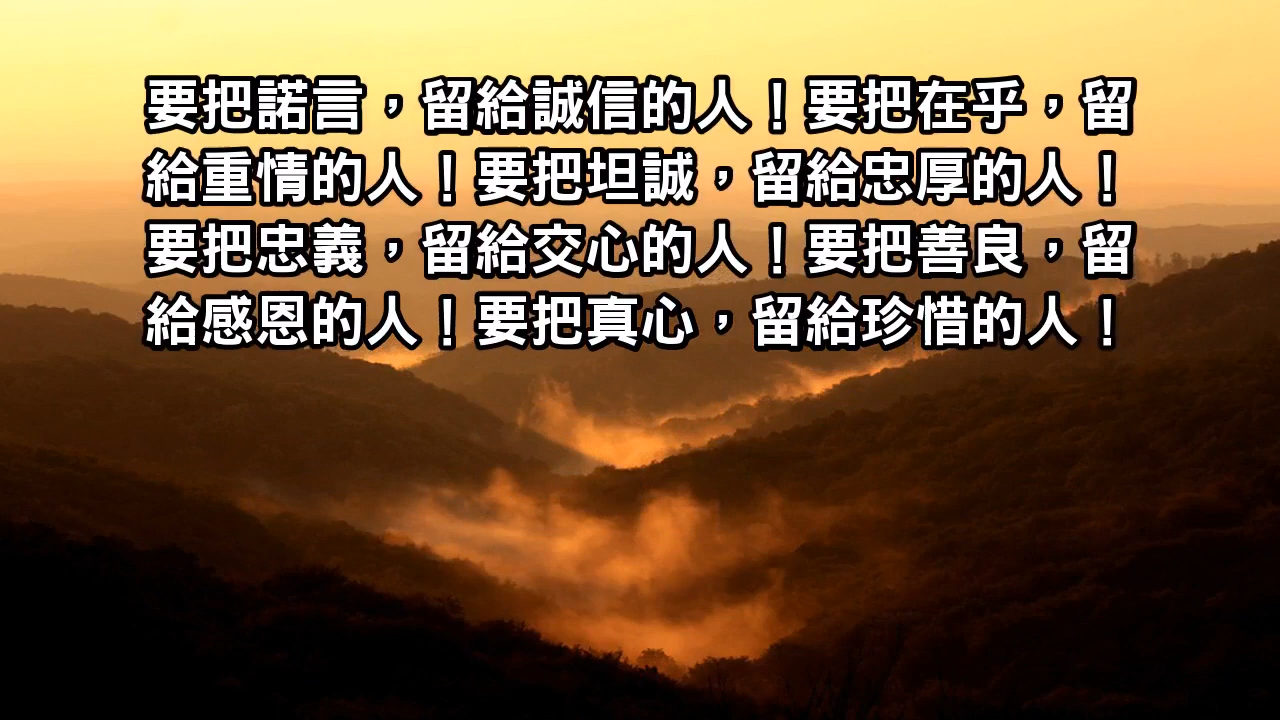 要把諾言，留給誠信的人！要把在乎，留
給重情的人！要把坦誠，留給忠厚的人！
要把忠義，留給交心的人！要把善良，留
給感恩的人！要把真心，留給珍惜的人！